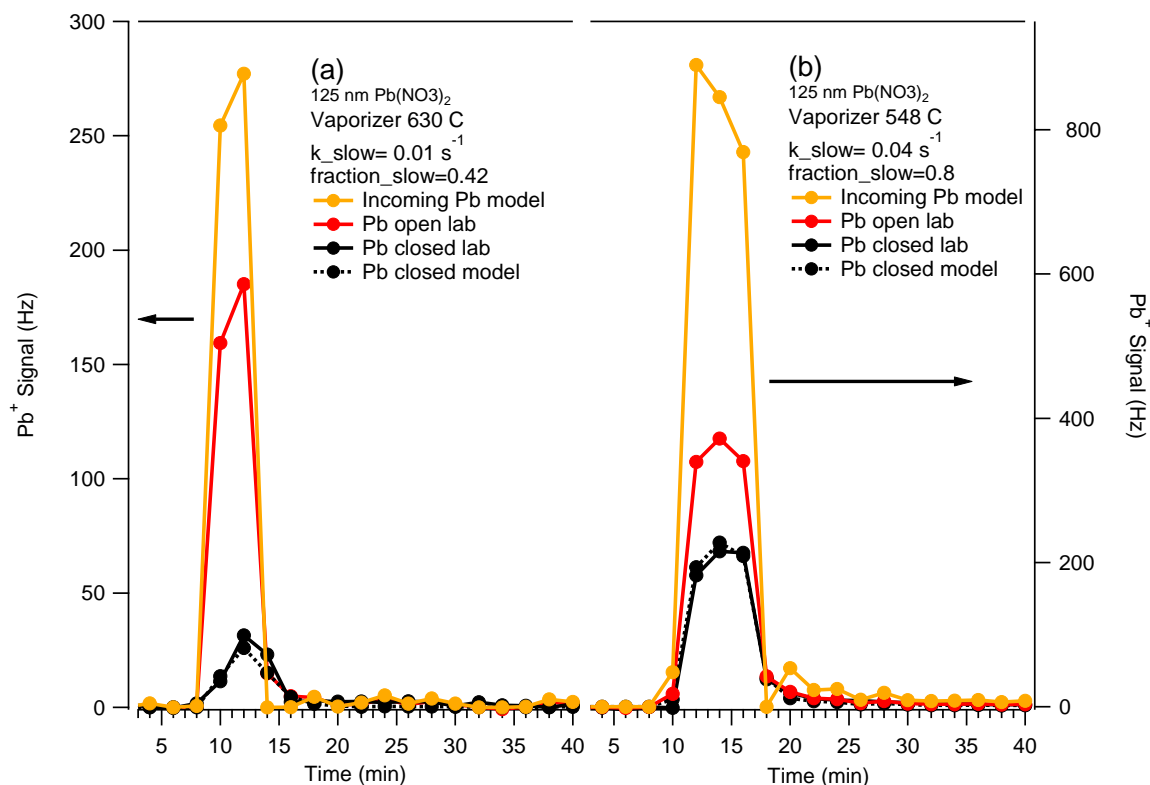 300
250
200
150
100
50
0
Pb+ Signal (Hz)
5 10 15 20 25 30 35 40
Time (min)
(a)
125 nm Pb(NO3)2
Vaporizer 630 C
k_slow= 0.01 s-1
fraction_slow=0.42
Incoming Pb model
Pb open lab
Pb closed lab
Pb closed model
(b)
125 nm Pb(NO3)2
Vaporizer 548 C
k_slow= 0.04 s-1
fraction_slow=0.8
Incoming Pb model
Pb open lab
Pb closed lab
Pb closed model
5 10 15 20 25 30 35 40
Time (min)
800
600
400
200
0
Pb+ Signal (Hz)